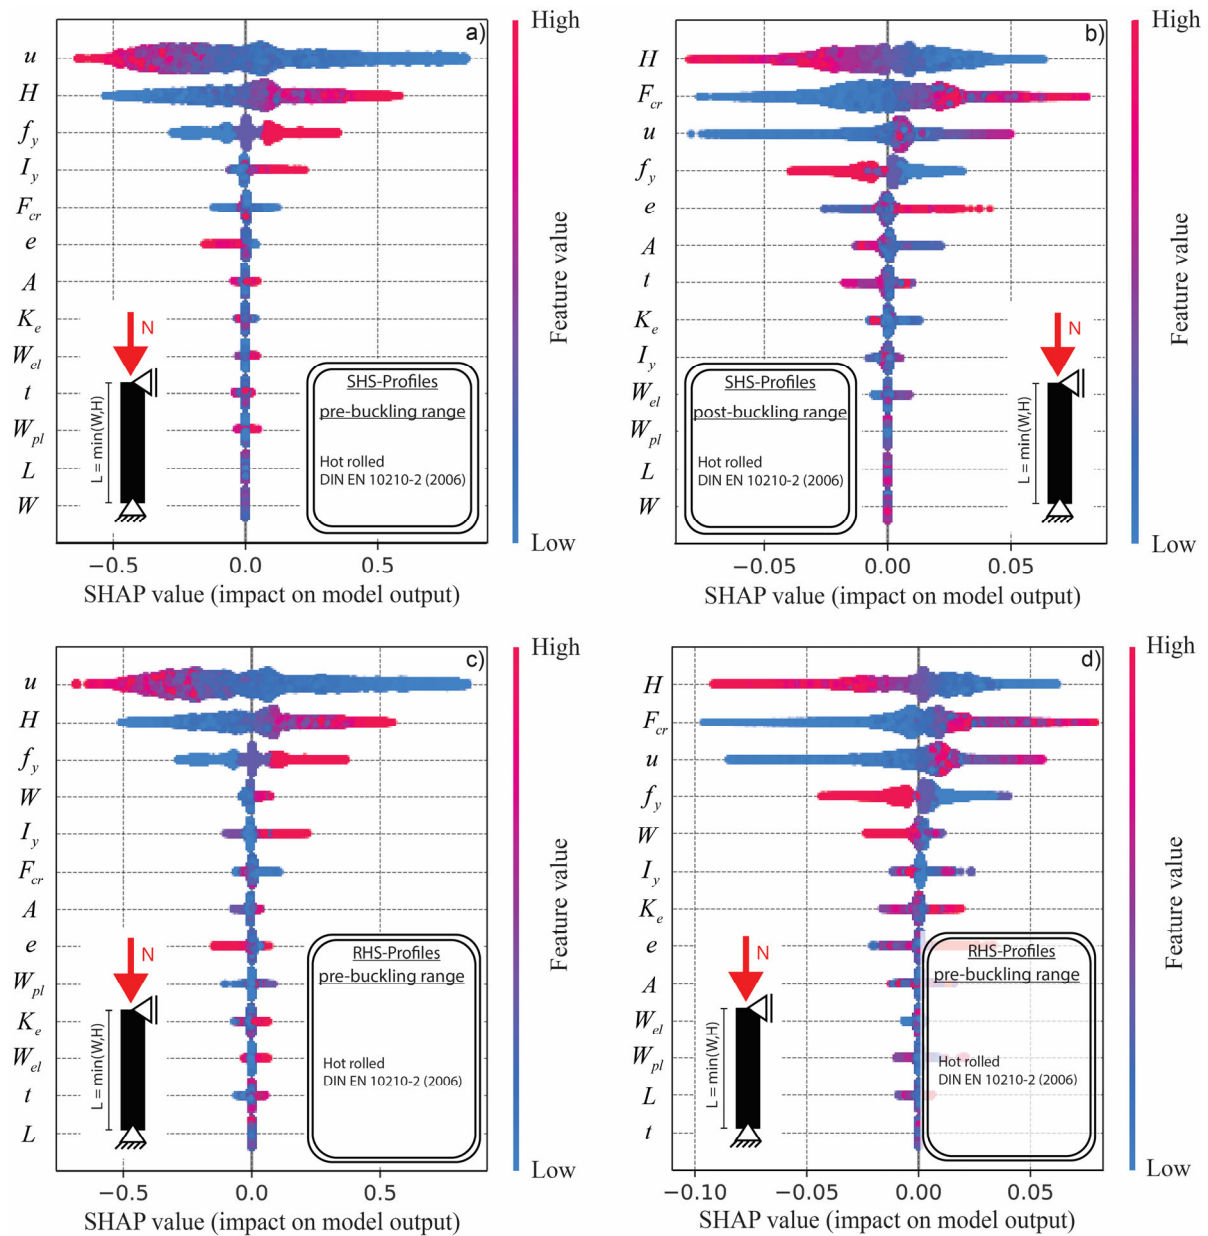 a)
High
u
H
f_y
I_y
F_cr
e
A
K_e
W_el
t
W_pl
L
W
N
L = min(W,H)
SHS-Profiles
pre-buckling range
Hot rolled
DIN EN 10210-2 (2006)
Feature value
Low
−0.5 0.0 0.5
SHAP value (impact on model output)
b)
High
H
F_cr
u
f_y
e
A
t
K_e
I_y
W_el
W_pl
L
W
SHS-Profiles
post-buckling range
Hot rolled
DIN EN 10210-2 (2006)
N
L = min(W,H)
Feature value
Low
−0.05 0.00 0.05
SHAP value (impact on model output)
c)
High
u
H
f_y
W
I_y
F_cr
A
e
W_pl
K_e
W_el
t
L
N
L = min(W,H)
RHS-Profiles
pre-buckling range
Hot rolled
DIN EN 10210-2 (2006)
Feature value
Low
−0.5 0.0 0.5
SHAP value (impact on model output)
d)
High
H
F_cr
u
f_y
W
I_y
K_e
e
A
W_el
W_pl
L
t
N
L = min(W,H)
RHS-Profiles
pre-buckling range
Hot rolled
DIN EN 10210-2 (2006)
Feature value
Low
−0.10 −0.05 0.00 0.05
SHAP value (impact on model output)